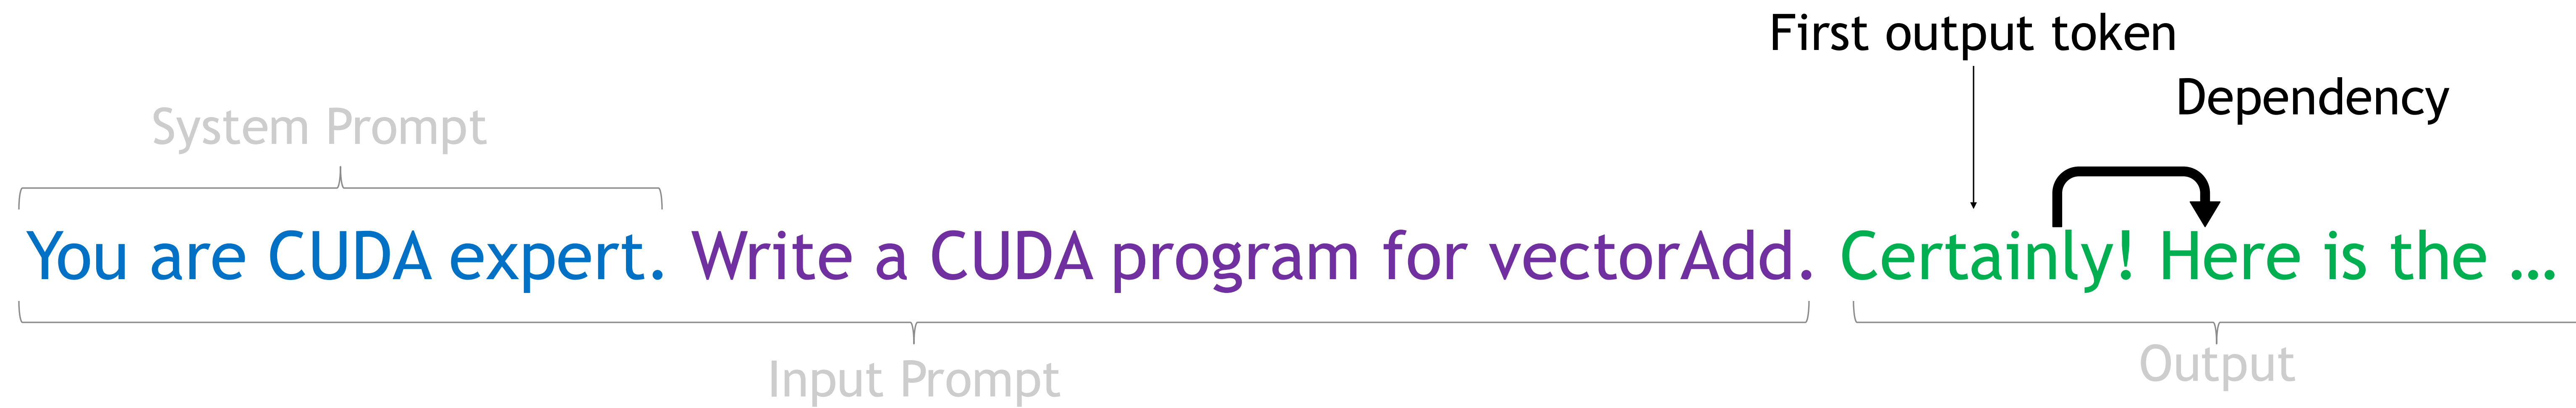 First output token
Dependency
System Prompt
You are CUDA expert. Write a CUDA program for vectorAdd. Certainly! Here is the ...
Input Prompt
Output